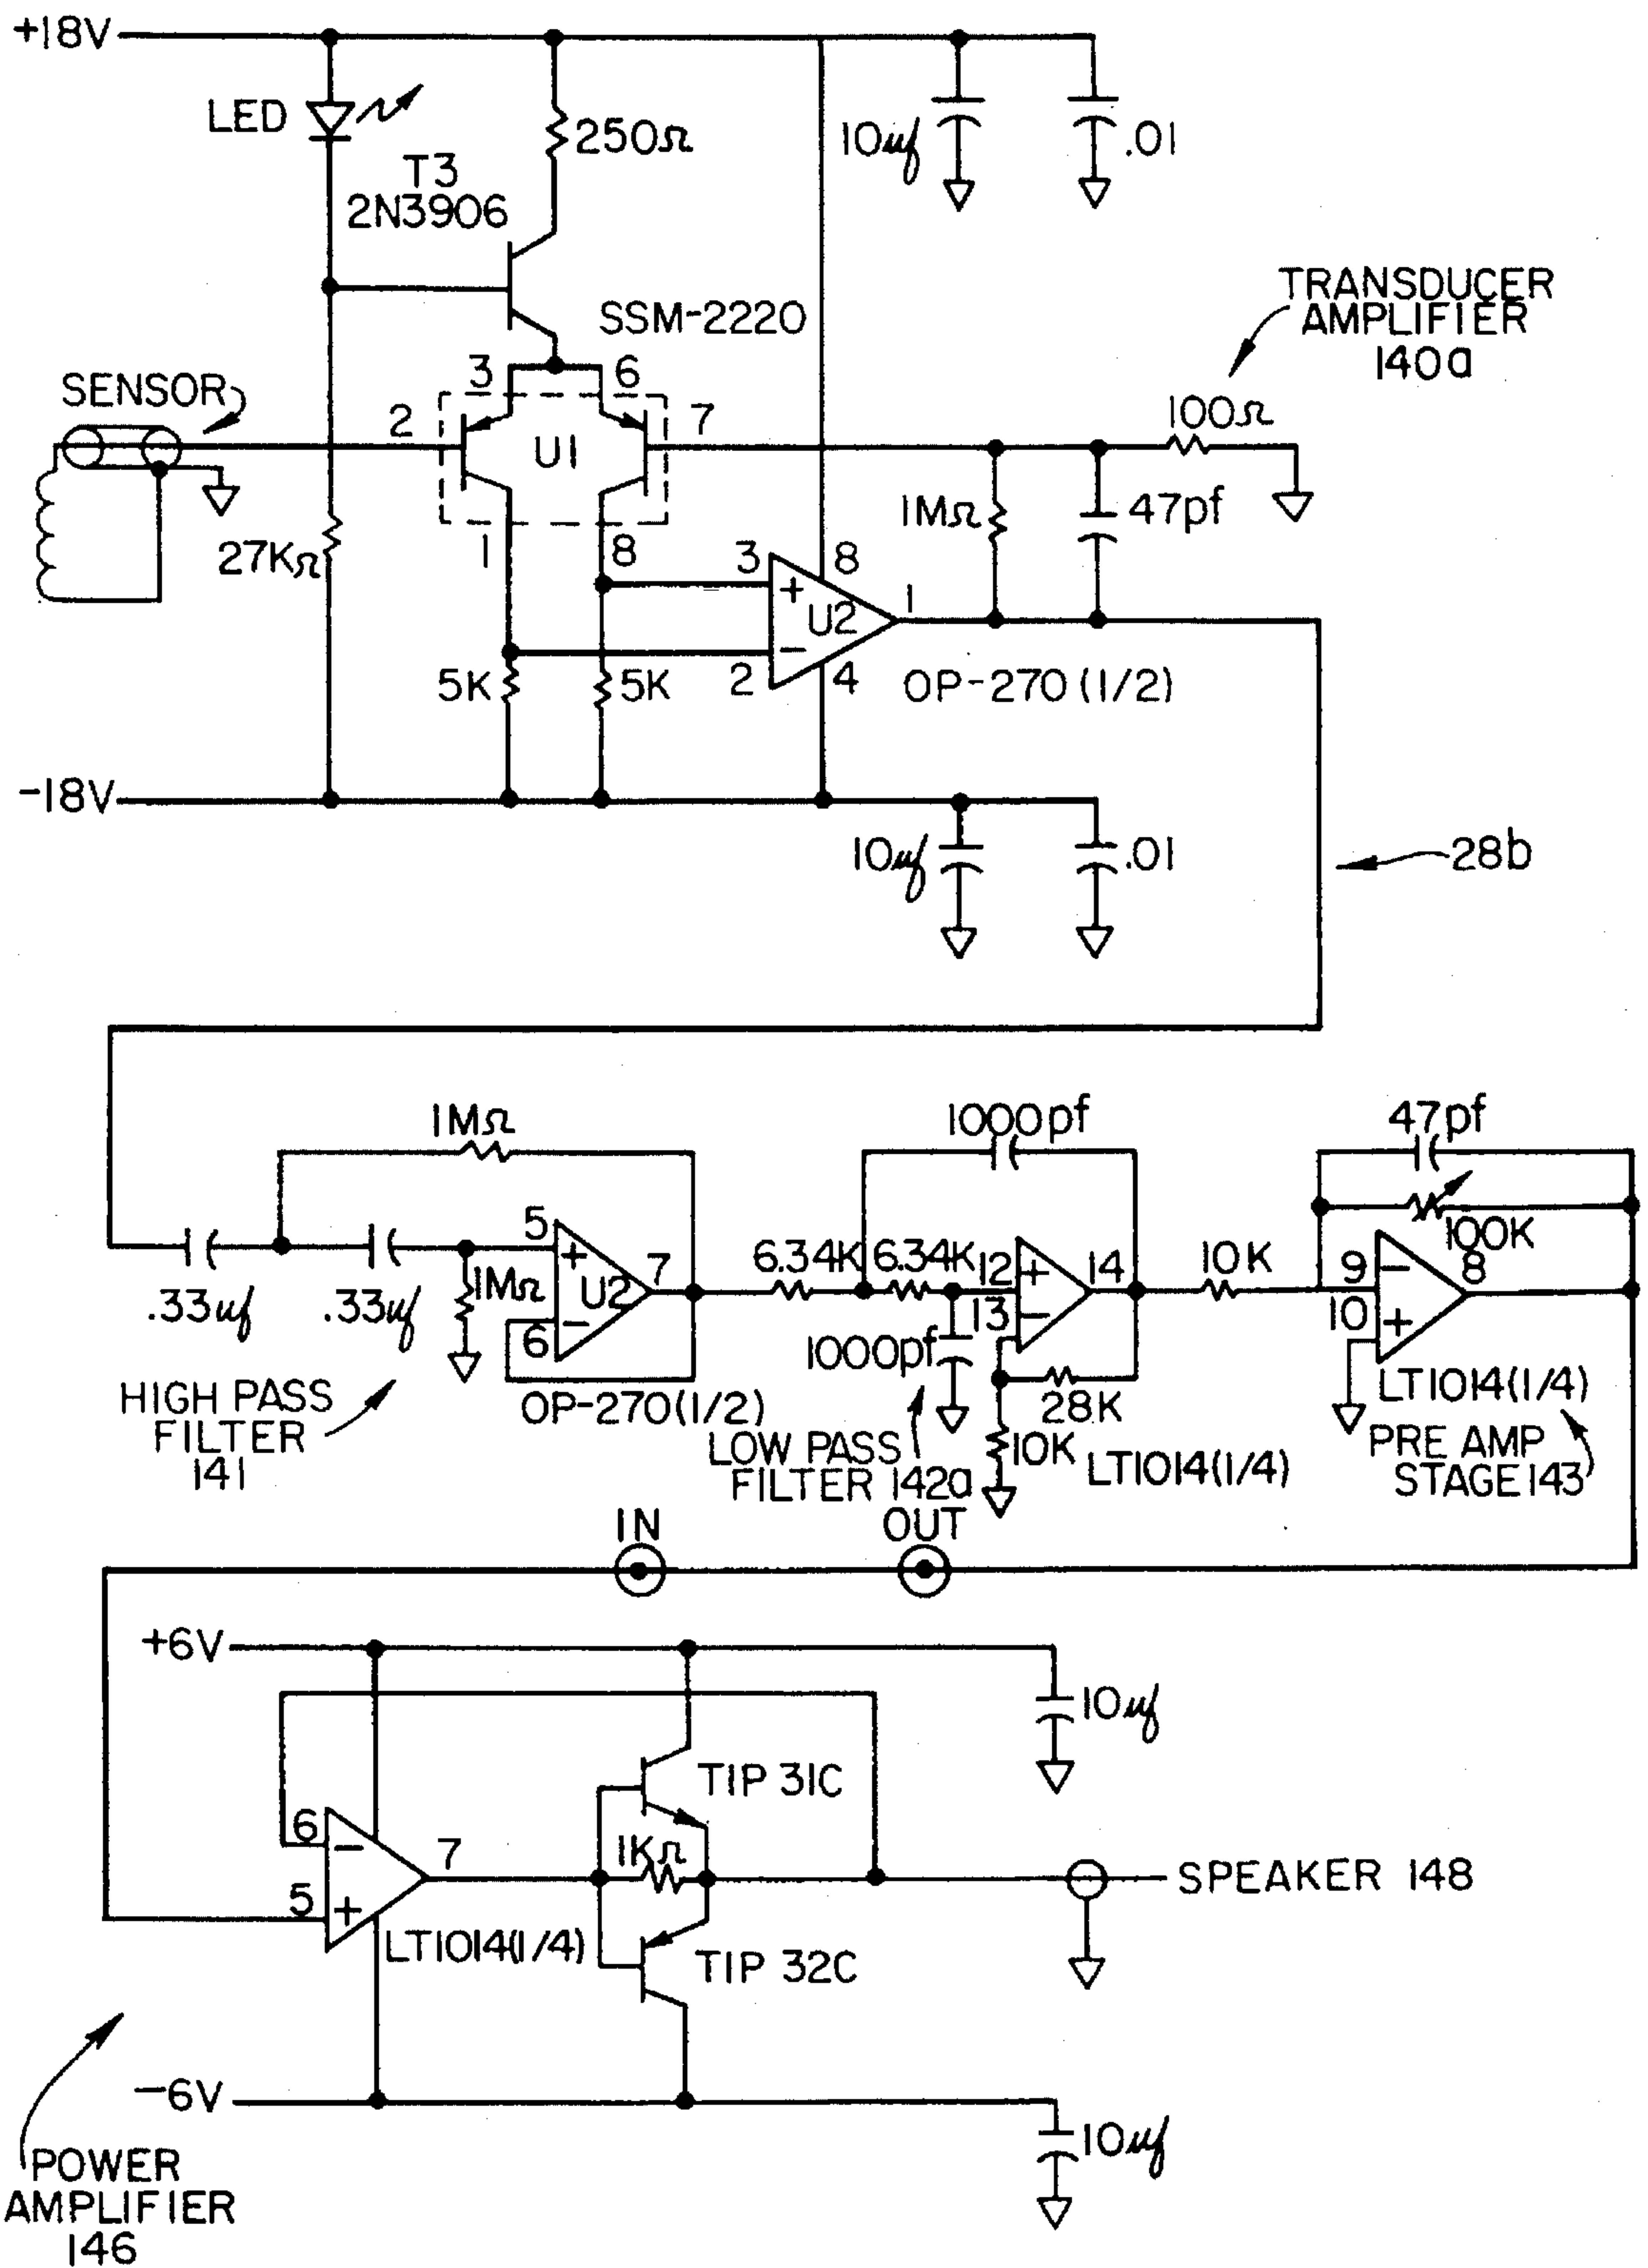 +18V
LED
250Ω
10uf
.01
T3
2N3906
SSM-2220
TRANSDUCER
AMPLIFIER
140a
SENSOR
3
6
2
U1
7
100Ω
1MΩ
47pf
27KΩ
1
8
3
8
+
U2
1
−
2
4
5K
5K
OP-270 (1/2)
-18V
10uf
.01
28b
1MΩ
1000pf
47pf
100K
.33uf
.33uf
1MΩ
5
+
U2
7
−
6
OP-270(1/2)
6.34K
6.34K
12
+
14
13
−
1000pf
28K
10K
LT1014(1/4)
10K
9
−
8
10
+
LT1014(1/4)
HIGH PASS
FILTER
141
LOW PASS
FILTER 142a
PRE AMP
STAGE 143
IN
OUT
+6V
10uf
TIP 31C
6
−
7
1KΩ
5
+
LT1014(1/4)
TIP 32C
SPEAKER 148
-6V
10uf
POWER
AMPLIFIER
146